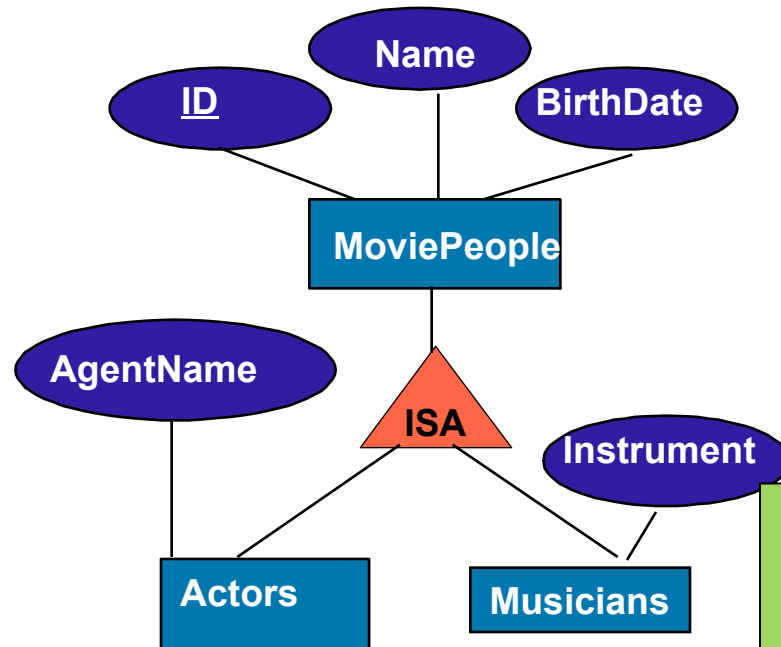 Name
ID
BirthDate
MoviePeople
AgentName
ISA
Instrument
Actors
Musicians